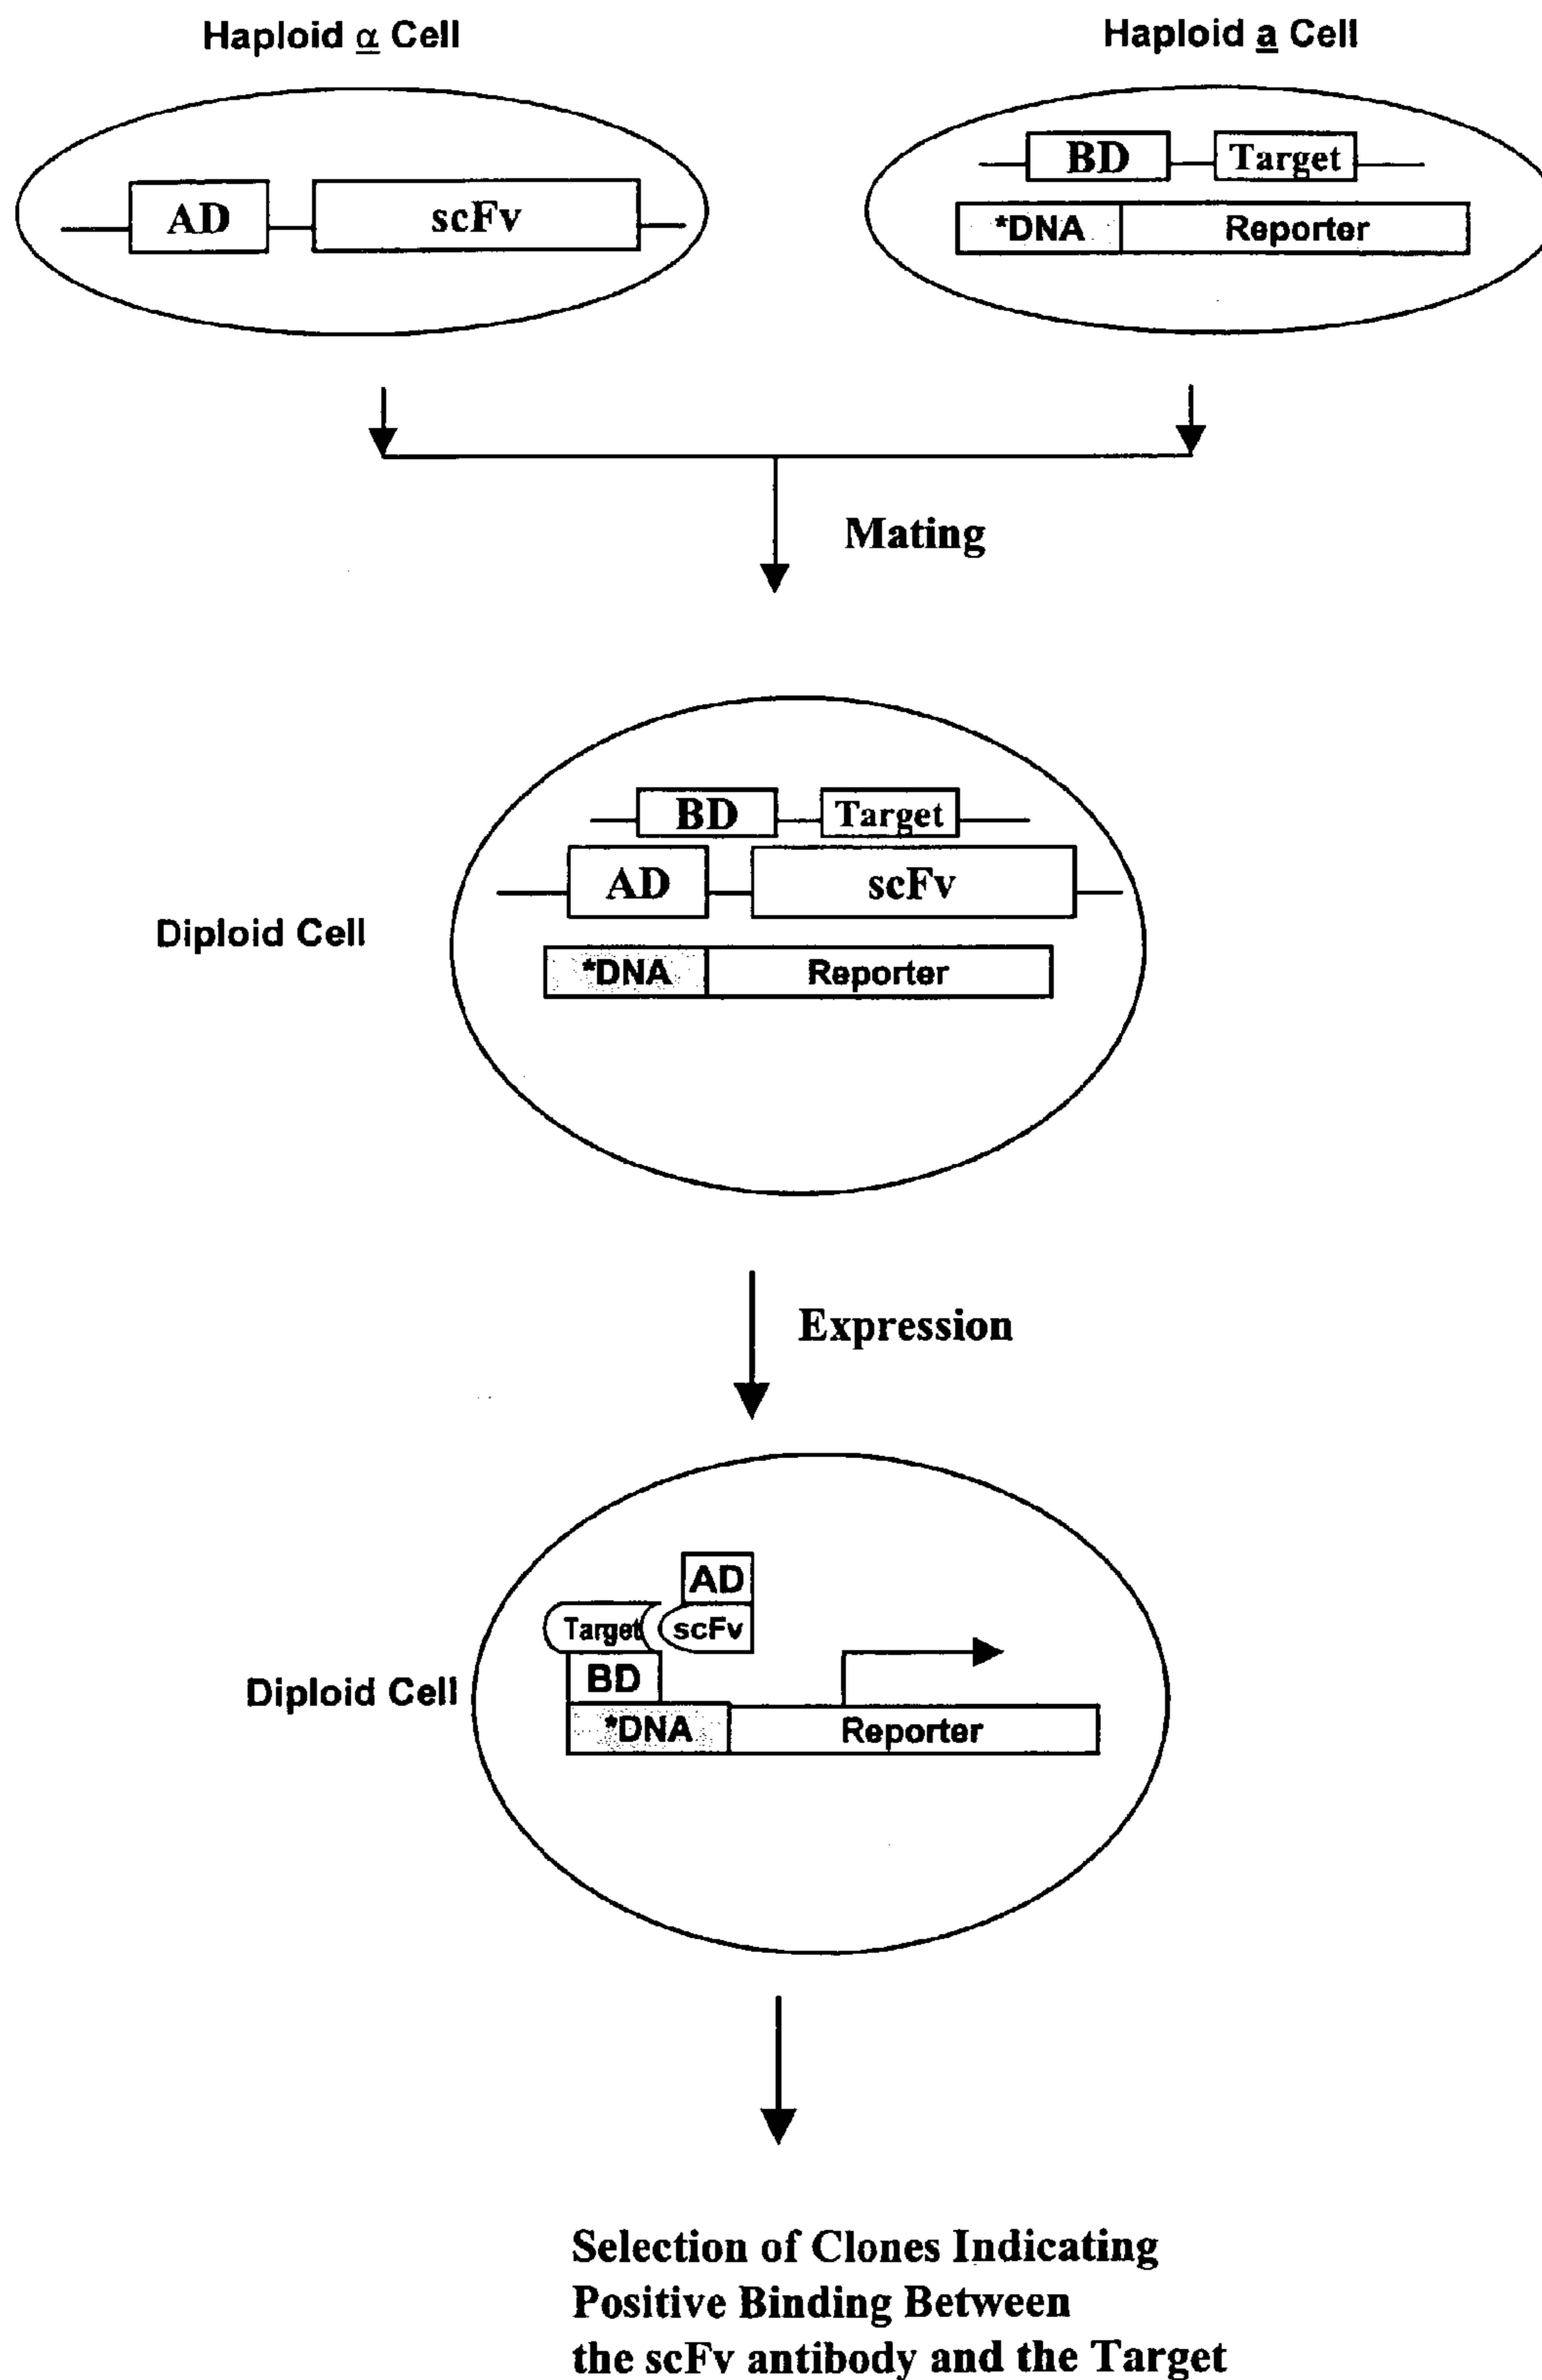 Haploid α Cell
Haploid a Cell
AD
scFv
BD
Target
*DNA
Reporter
Mating
BD
Target
AD
scFv
Diploid Cell
*DNA
Reporter
Expression
AD
Target
scFv
BD
Diploid Cell
*DNA
Reporter
Selection of Clones Indicating
Positive Binding Between
the scFv antibody and the Target